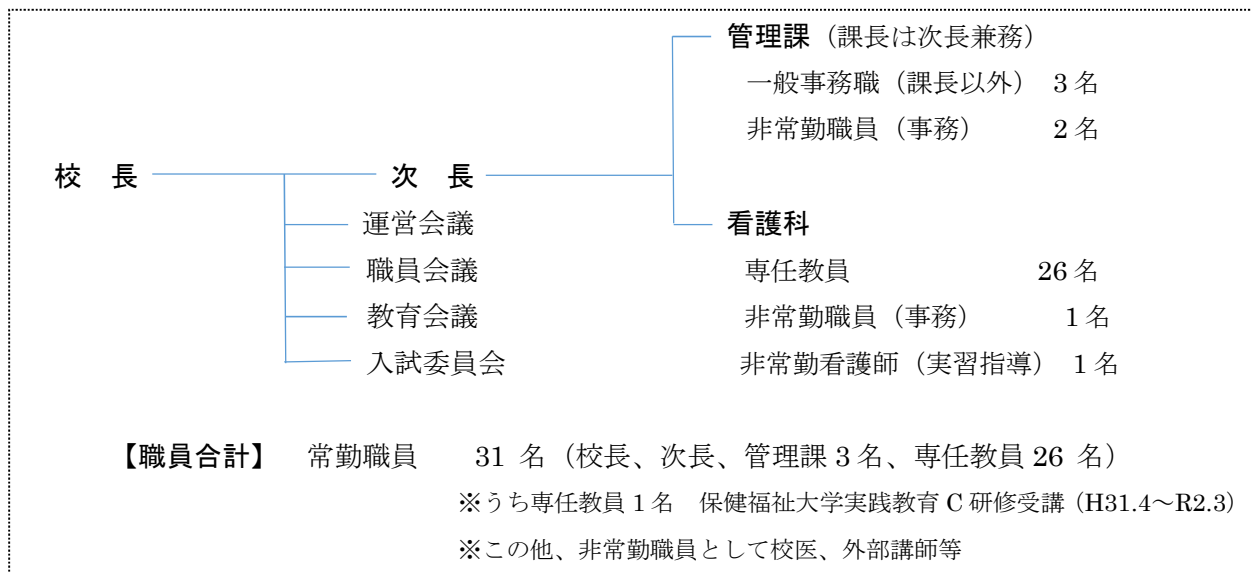 管理課（課長は次長兼務）
一般事務職（課長以外） 3名
非常勤職員（事務） 2名
校 長
次 長
運営会議
職員会議
教育会議
入試委員会
看護科
専任教員 26名
非常勤職員（事務） 1名
非常勤看護師（実習指導） 1名
【職員合計】 常勤職員 31 名（校長、次長、管理課3名、専任教員26 名）
※うち専任教員1名 保健福祉大学実践教育C研修受講（H31.4～R2.3）
※この他、非常勤職員として校医、外部講師等